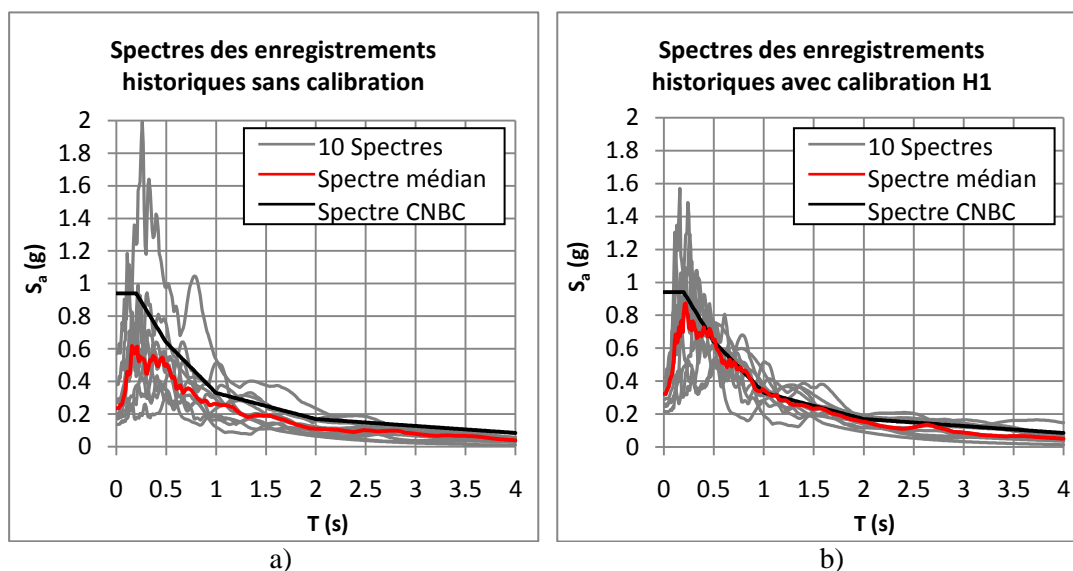 Spectres des enregistrements
historiques sans calibration
2
1.8
1.6
1.4
1.2
1
0.8
0.6
0.4
0.2
0
Sa (g)
10 Spectres
Spectre médian
Spectre CNBC
0 0.5 1 1.5 2 2.5 3 3.5 4
T (s)
a)
Spectres des enregistrements
historiques avec calibration H1
2
1.8
1.6
1.4
1.2
1
0.8
0.6
0.4
0.2
0
Sa (g)
10 Spectres
Spectre médian
Spectre CNBC
0 0.5 1 1.5 2 2.5 3 3.5 4
T (s)
b)